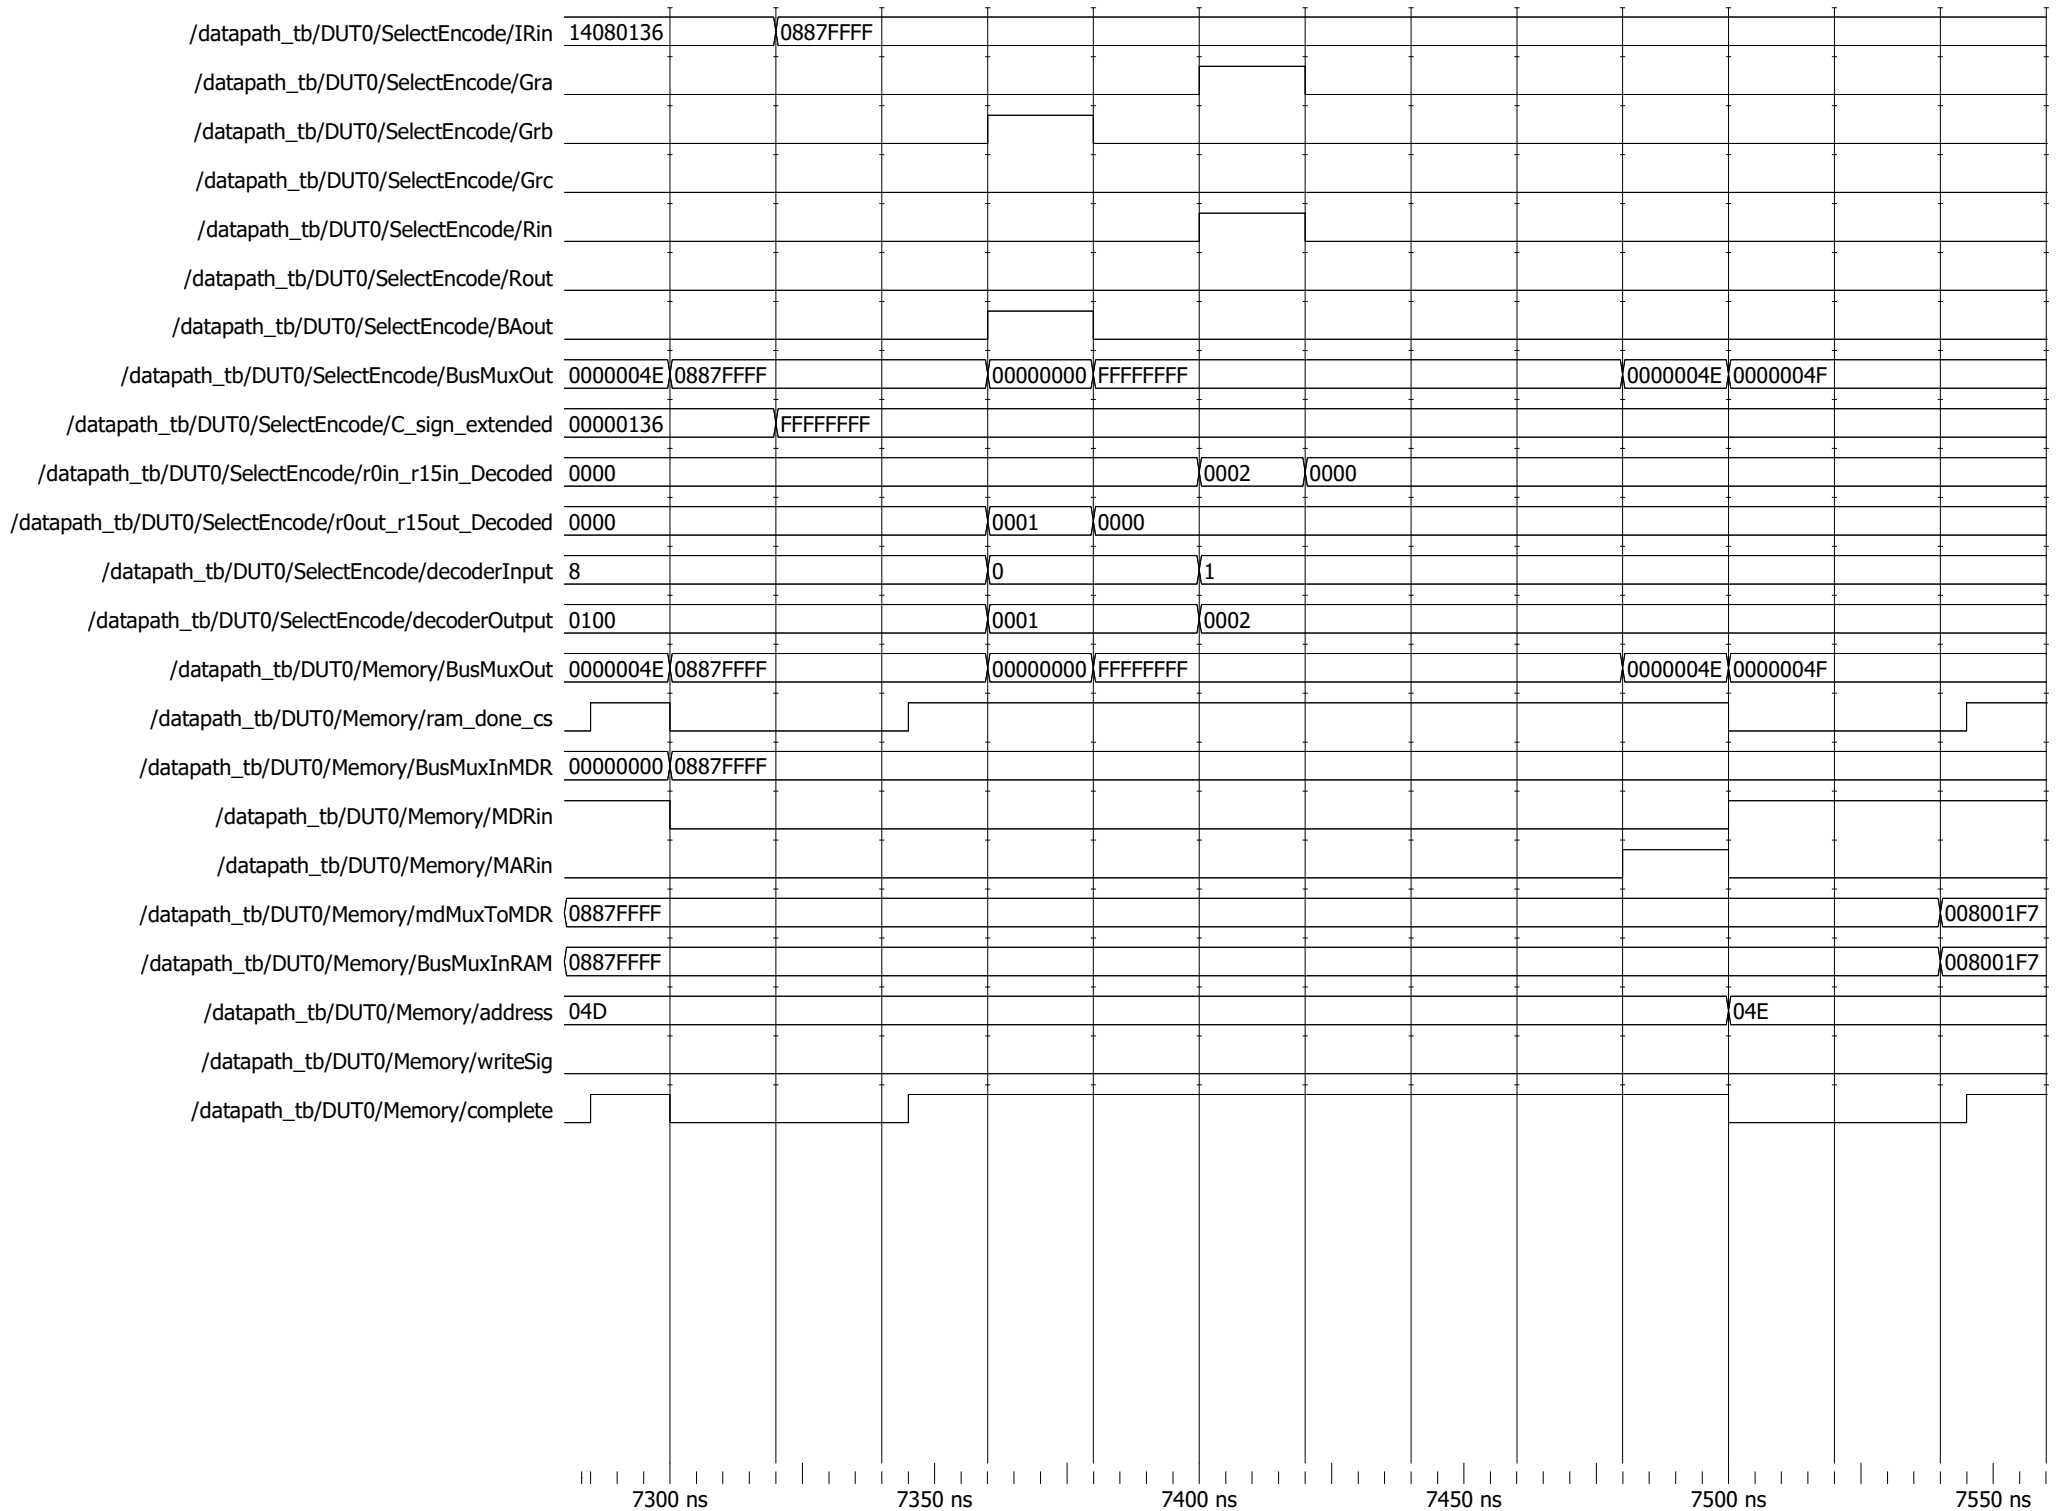 /datapath_tb/DUT0/SelectEncode/IRin 14080136 0887FFFF
/datapath_tb/DUT0/SelectEncode/Gra
/datapath_tb/DUT0/SelectEncode/Grb
/datapath_tb/DUT0/SelectEncode/Grc
/datapath_tb/DUT0/SelectEncode/Rin
/datapath_tb/DUT0/SelectEncode/Rout
/datapath_tb/DUT0/SelectEncode/BAout
/datapath_tb/DUT0/SelectEncode/BusMuxOut 0000004E 0887FFFF 00000000 FFFFFFFF 0000004E 0000004F
/datapath_tb/DUT0/SelectEncode/C_sign_extended 00000136 FFFFFFFF
/datapath_tb/DUT0/SelectEncode/r0in_r15in_Decoded 0000 0002 0000
/datapath_tb/DUT0/SelectEncode/r0out_r15out_Decoded 0000 0001 0000
/datapath_tb/DUT0/SelectEncode/decoderInput 8 0 1
/datapath_tb/DUT0/SelectEncode/decoderOutput 0100 0001 0002
/datapath_tb/DUT0/Memory/BusMuxOut 0000004E 0887FFFF 00000000 FFFFFFFF 0000004E 0000004F
/datapath_tb/DUT0/Memory/ram_done_cs
/datapath_tb/DUT0/Memory/BusMuxInMDR 00000000 0887FFFF
/datapath_tb/DUT0/Memory/MDRin
/datapath_tb/DUT0/Memory/MARin
/datapath_tb/DUT0/Memory/mdMuxToMDR 0887FFFF 008001F7
/datapath_tb/DUT0/Memory/BusMuxInRAM 0887FFFF 008001F7
/datapath_tb/DUT0/Memory/address 04D 04E
/datapath_tb/DUT0/Memory/writeSig
/datapath_tb/DUT0/Memory/complete
7300 ns 7350 ns 7400 ns 7450 ns 7500 ns 7550 ns